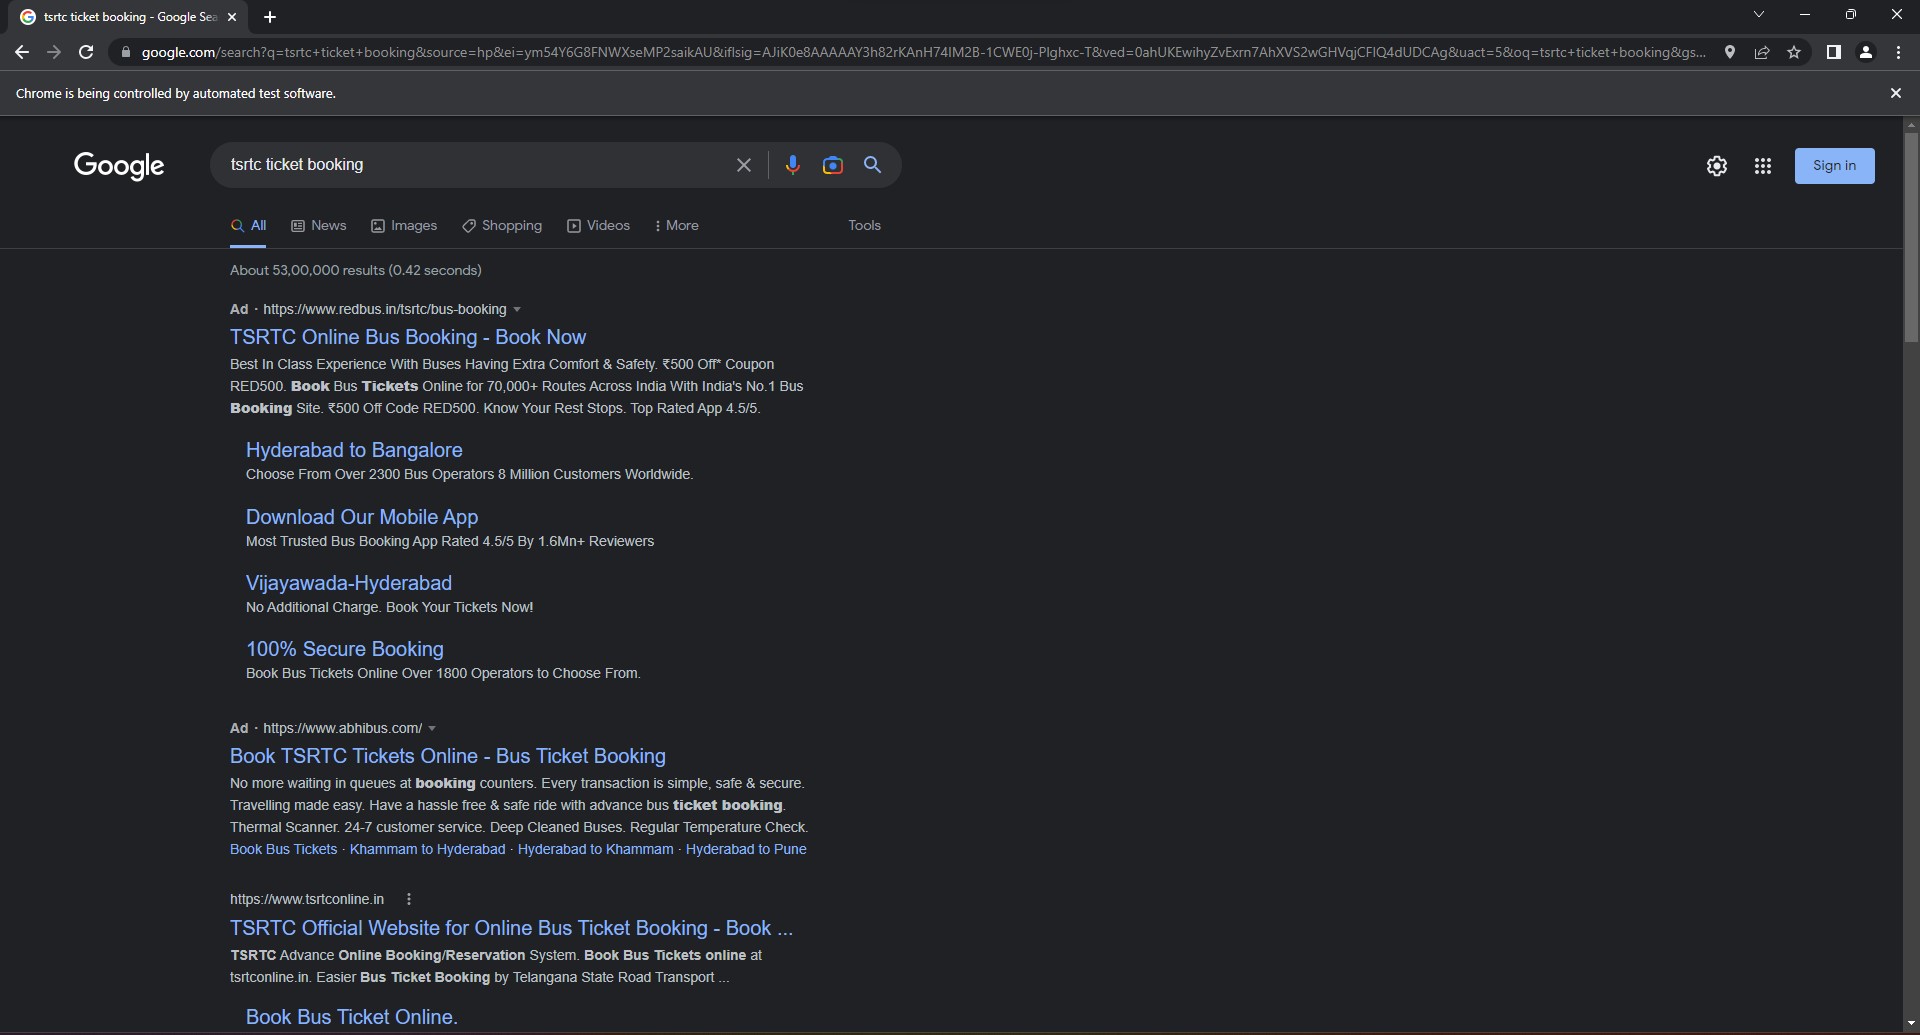 tsrtc ticket booking - Google Sea
google.com/search?q=tsrtc+ticket+booking&source=hp&ei=ym54Y6G8FNWXseMP2saikAU&iflsig=AJiK0e8AAAAAY3h82rKAnH74IM2B-1CWE0j-PIghxc-T&ved=0ahUKEwihyZvExrn7AhXVS2wGHVqjCFIQ4dUDCAg&uact=5&oq=tsrtc+ticket+booking&gs...
Chrome is being controlled by automated test software.
Google
tsrtc ticket booking
Sign in
All News Images Shopping Videos More Tools
About 53,00,000 results (0.42 seconds)
Ad · https://www.redbus.in/tsrtc/bus-booking
TSRTC Online Bus Booking - Book Now
Best In Class Experience With Buses Having Extra Comfort & Safety. ₹500 Off* Coupon
RED500. Book Bus Tickets Online for 70,000+ Routes Across India With India's No.1 Bus
Booking Site. ₹500 Off Code RED500. Know Your Rest Stops. Top Rated App 4.5/5.
Hyderabad to Bangalore
Choose From Over 2300 Bus Operators 8 Million Customers Worldwide.
Download Our Mobile App
Most Trusted Bus Booking App Rated 4.5/5 By 1.6Mn+ Reviewers
Vijayawada-Hyderabad
No Additional Charge. Book Your Tickets Now!
100% Secure Booking
Book Bus Tickets Online Over 1800 Operators to Choose From.
Ad · https://www.abhibus.com/
Book TSRTC Tickets Online - Bus Ticket Booking
No more waiting in queues at booking counters. Every transaction is simple, safe & secure.
Travelling made easy. Have a hassle free & safe ride with advance bus ticket booking.
Thermal Scanner. 24-7 customer service. Deep Cleaned Buses. Regular Temperature Check.
Book Bus Tickets · Khammam to Hyderabad · Hyderabad to Khammam · Hyderabad to Pune
https://www.tsrtconline.in
TSRTC Official Website for Online Bus Ticket Booking - Book ...
TSRTC Advance Online Booking/Reservation System. Book Bus Tickets online at
tsrtconline.in. Easier Bus Ticket Booking by Telangana State Road Transport ...
Book Bus Ticket Online.